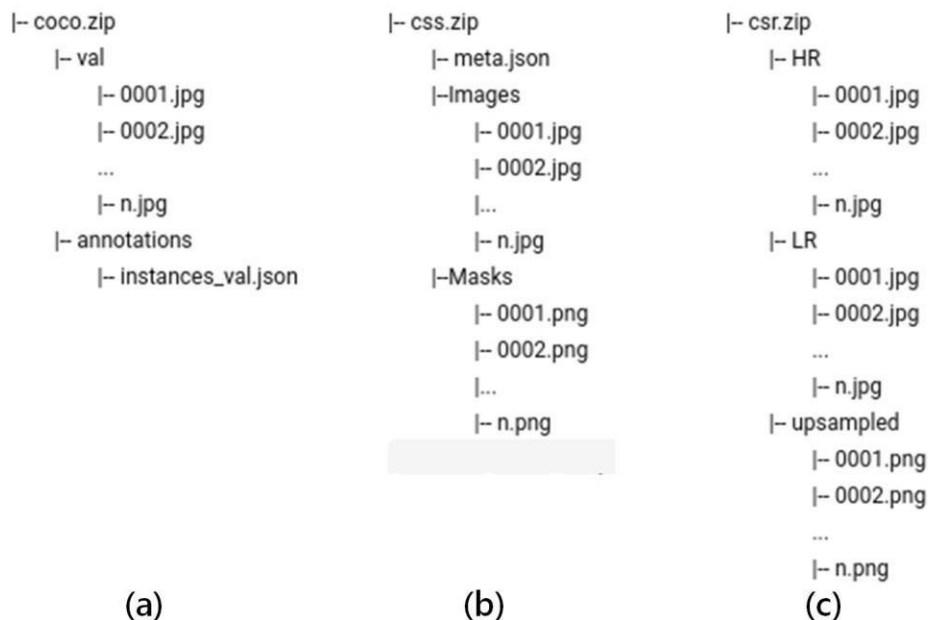 |-- coco.zip
|-- val
|-- 0001.jpg
|-- 0002.jpg
...
|-- n.jpg
|-- annotations
|-- instances_val.json
(a)
|-- css.zip
|-- meta.json
|--Images
|-- 0001.jpg
|-- 0002.jpg
|...
|-- n.jpg
|--Masks
|-- 0001.png
|-- 0002.png
|...
|-- n.png
(b)
|-- csr.zip
|-- HR
|-- 0001.jpg
|-- 0002.jpg
...
|-- n.jpg
|-- LR
|-- 0001.jpg
|-- 0002.jpg
...
|-- n.jpg
|-- upsampled
|-- 0001.png
|-- 0002.png
...
|-- n.png
(c)